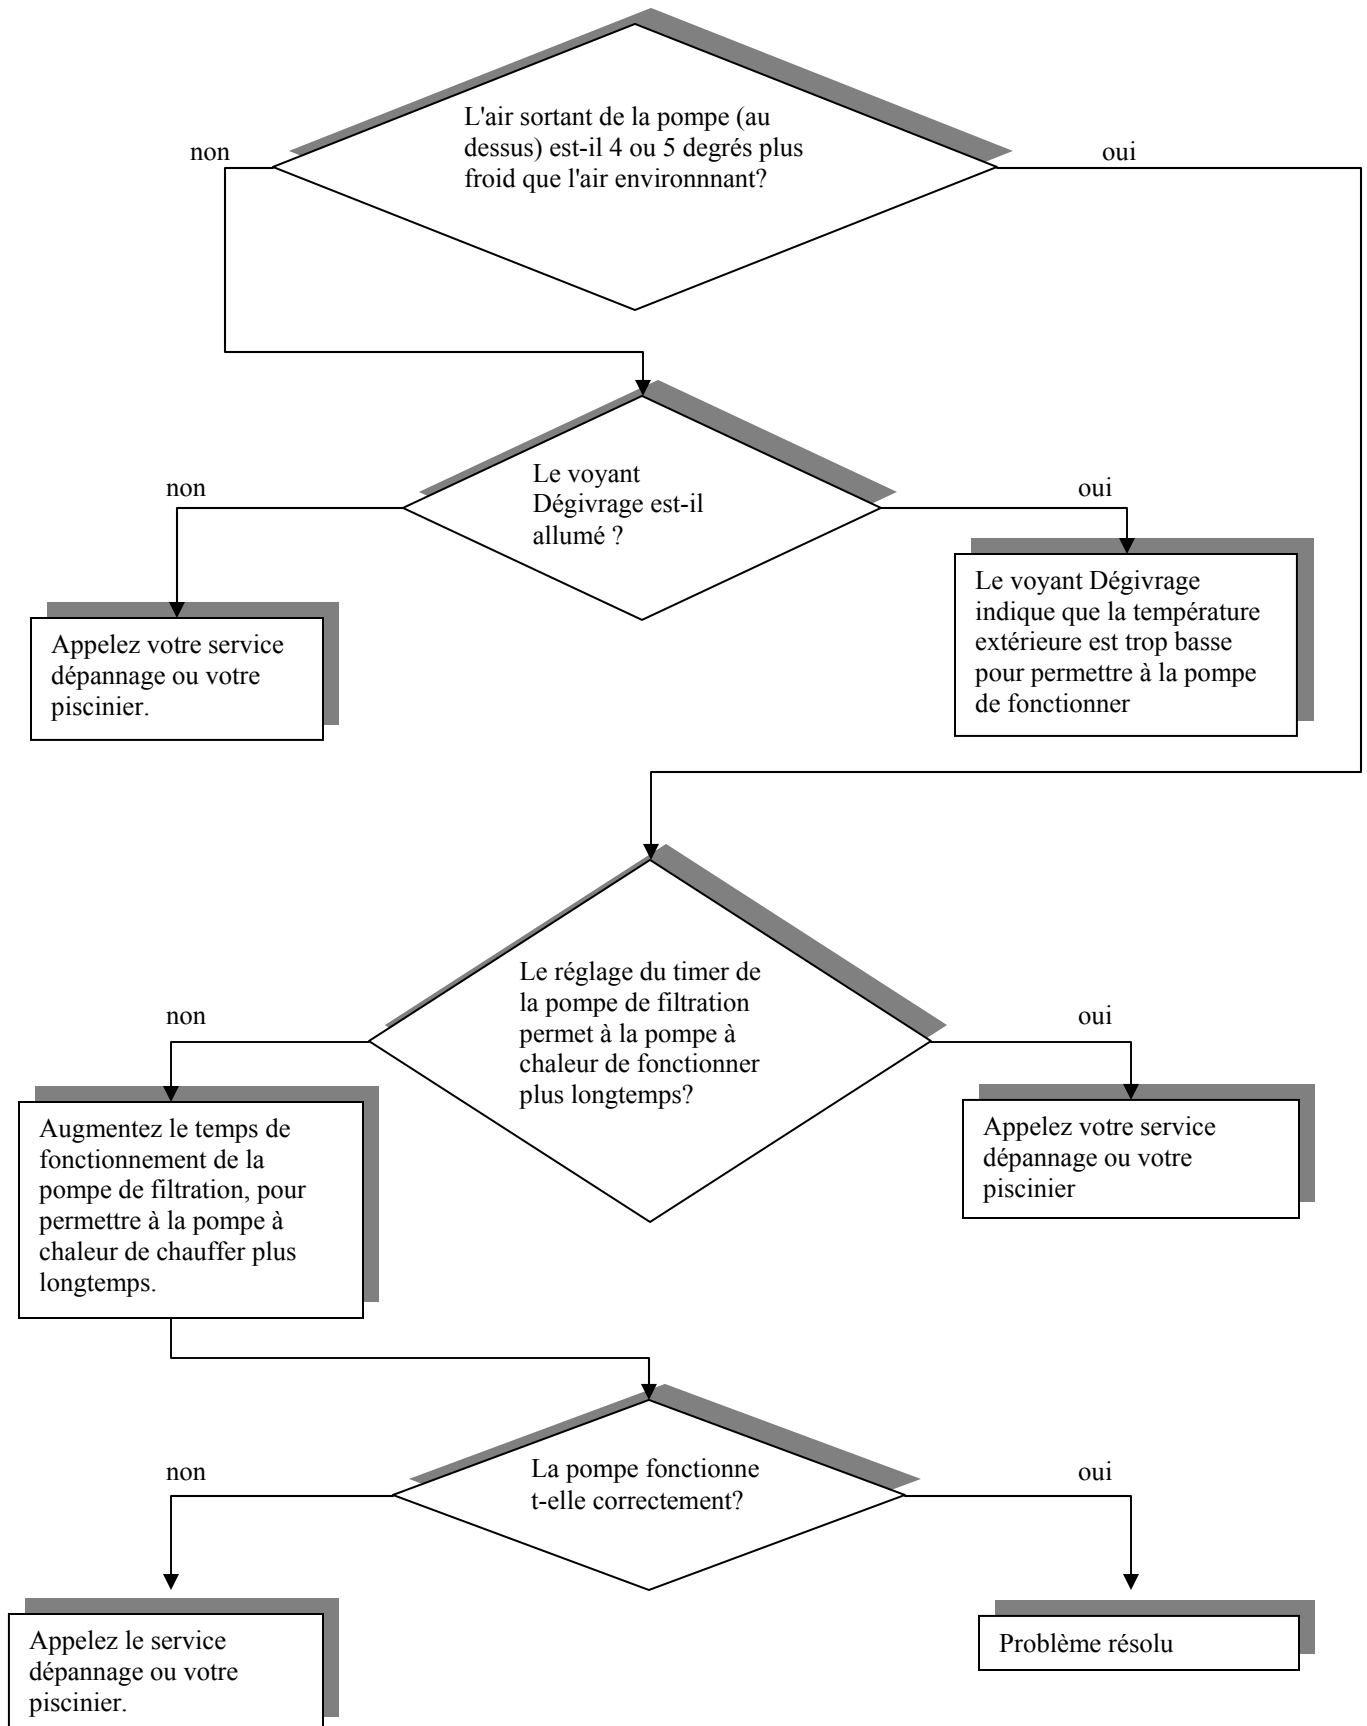 L'air sortant de la pompe (au
dessus) est-il 4 ou 5 degrés plus
froid que l'air environnnant?
non
oui
Le voyant
Dégivrage est-il
allumé ?
non
oui
Appelez votre service
dépannage ou votre
piscinier.
Le voyant Dégivrage
indique que la température
extérieure est trop basse
pour permettre à la pompe
de fonctionner
Le réglage du timer de
la pompe de filtration
permet à la pompe à
chaleur de fonctionner
plus longtemps?
non
oui
Augmentez le temps de
fonctionnement de la
pompe de filtration, pour
permettre à la pompe à
chaleur de chauffer plus
longtemps.
Appelez votre service
dépannage ou votre
piscinier
La pompe fonctionne
t-elle correctement?
non
oui
Appelez le service
dépannage ou votre
piscinier.
Problème résolu